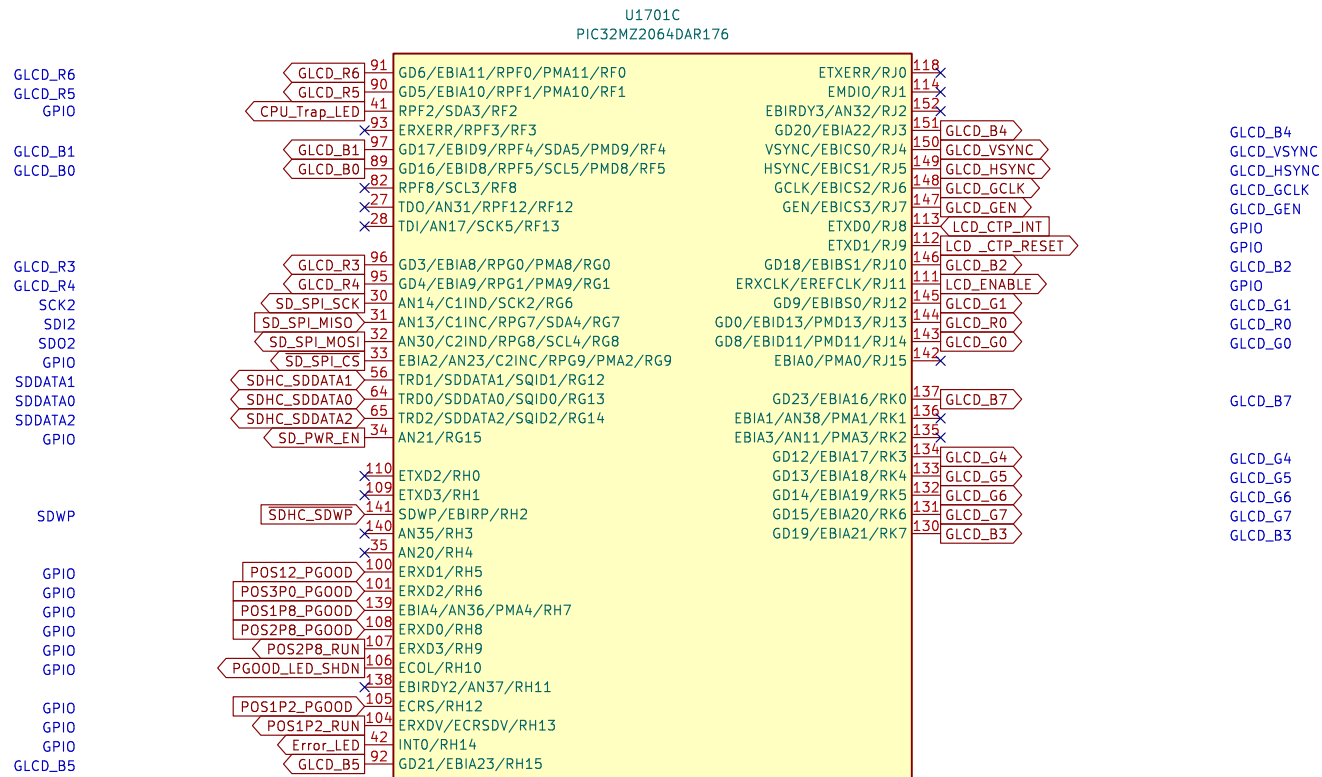 U1701C
PIC32MZ2064DAR176
GLCD_R6 GLCD_R6 91 GD6/EBIA11/RPF0/PMA11/RF0 ETXERR/RJ0 118
GLCD_R5 GLCD_R5 90 GD5/EBIA10/RPF1/PMA10/RF1 EMDIO/RJ1 114
GPIO CPU_Trap_LED 41 RPF2/SDA3/RF2 EBIRDY3/AN32/RJ2 152
93 ERXERR/RPF3/RF3 GD20/EBIA22/RJ3 151 GLCD_B4 GLCD_B4
GLCD_B1 GLCD_B1 97 GD17/EBID9/RPF4/SDA5/PMD9/RF4 VSYNC/EBICS0/RJ4 150 GLCD_VSYNC GLCD_VSYNC
GLCD_B0 GLCD_B0 89 GD16/EBID8/RPF5/SCL5/PMD8/RF5 HSYNC/EBICS1/RJ5 149 GLCD_HSYNC GLCD_HSYNC
82 RPF8/SCL3/RF8 GCLK/EBICS2/RJ6 148 GLCD_GCLK GLCD_GCLK
27 TDO/AN31/RPF12/RF12 GEN/EBICS3/RJ7 147 GLCD_GEN GLCD_GEN
28 TDI/AN17/SCK5/RF13 ETXD0/RJ8 113 LCD_CTP_INT GPIO
ETXD1/RJ9 112 LCD _CTP_RESET GPIO
GLCD_R3 GLCD_R3 96 GD3/EBIA8/RPG0/PMA8/RG0 GD18/EBIBS1/RJ10 146 GLCD_B2 GLCD_B2
GLCD_R4 GLCD_R4 95 GD4/EBIA9/RPG1/PMA9/RG1 ERXCLK/EREFCLK/RJ11 111 LCD_ENABLE GPIO
SCK2 SD_SPI_SCK 30 AN14/C1IND/SCK2/RG6 GD9/EBIBS0/RJ12 145 GLCD_G1 GLCD_G1
SDI2 SD_SPI_MISO 31 AN13/C1INC/RPG7/SDA4/RG7 GD0/EBID13/PMD13/RJ13 144 GLCD_R0 GLCD_R0
SDO2 SD_SPI_MOSI 32 AN30/C2IND/RPG8/SCL4/RG8 GD8/EBID11/PMD11/RJ14 143 GLCD_G0 GLCD_G0
GPIO SD_SPI_CS 33 EBIA2/AN23/C2INC/RPG9/PMA2/RG9 EBIA0/PMA0/RJ15 142
SDDATA1 SDHC_SDDATA1 56 TRD1/SDDATA1/SQID1/RG12
SDDATA0 SDHC_SDDATA0 64 TRD0/SDDATA0/SQID0/RG13 GD23/EBIA16/RK0 137 GLCD_B7 GLCD_B7
SDDATA2 SDHC_SDDATA2 65 TRD2/SDDATA2/SQID2/RG14 EBIA1/AN38/PMA1/RK1 136
GPIO SD_PWR_EN 34 AN21/RG15 EBIA3/AN11/PMA3/RK2 135
GD12/EBIA17/RK3 134 GLCD_G4 GLCD_G4
110 ETXD2/RH0 GD13/EBIA18/RK4 133 GLCD_G5 GLCD_G5
109 ETXD3/RH1 GD14/EBIA19/RK5 132 GLCD_G6 GLCD_G6
SDWP SDHC_SDWP 141 SDWP/EBIRP/RH2 GD15/EBIA20/RK6 131 GLCD_G7 GLCD_G7
140 AN35/RH3 GD19/EBIA21/RK7 130 GLCD_B3 GLCD_B3
35 AN20/RH4
GPIO POS12_PGOOD 100 ERXD1/RH5
GPIO POS3P0_PGOOD 101 ERXD2/RH6
GPIO POS1P8_PGOOD 139 EBIA4/AN36/PMA4/RH7
GPIO POS2P8_PGOOD 108 ERXD0/RH8
GPIO POS2P8_RUN 107 ERXD3/RH9
GPIO PGOOD_LED_SHDN 106 ECOL/RH10
138 EBIRDY2/AN37/RH11
GPIO POS1P2_PGOOD 105 ECRS/RH12
GPIO POS1P2_RUN 104 ERXDV/ECRSDV/RH13
GPIO Error_LED 42 INT0/RH14
GLCD_B5 GLCD_B5 92 GD21/EBIA23/RH15